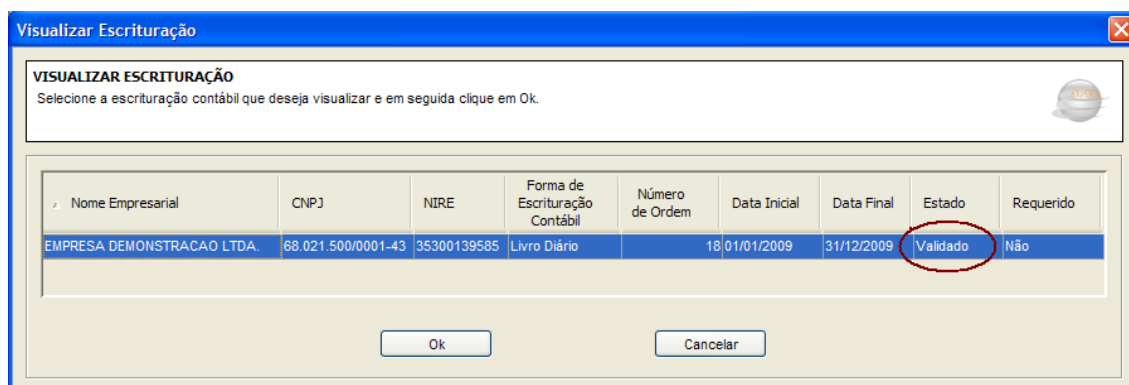 Visualizar Escrituração
VISUALIZAR ESCRITURAÇÃO
Selecione a escrituração contábil que deseja visualizar e em seguida clique em Ok.
Nome Empresarial CNPJ NIRE Forma de Escrituração Contábil Número de Ordem Data Inicial Data Final Estado Requerido
EMPRESA DEMONSTRACAO LTDA. 68.021.500/0001-43 35300139585 Livro Diário 18 01/01/2009 31/12/2009 Validado Não
Ok Cancelar